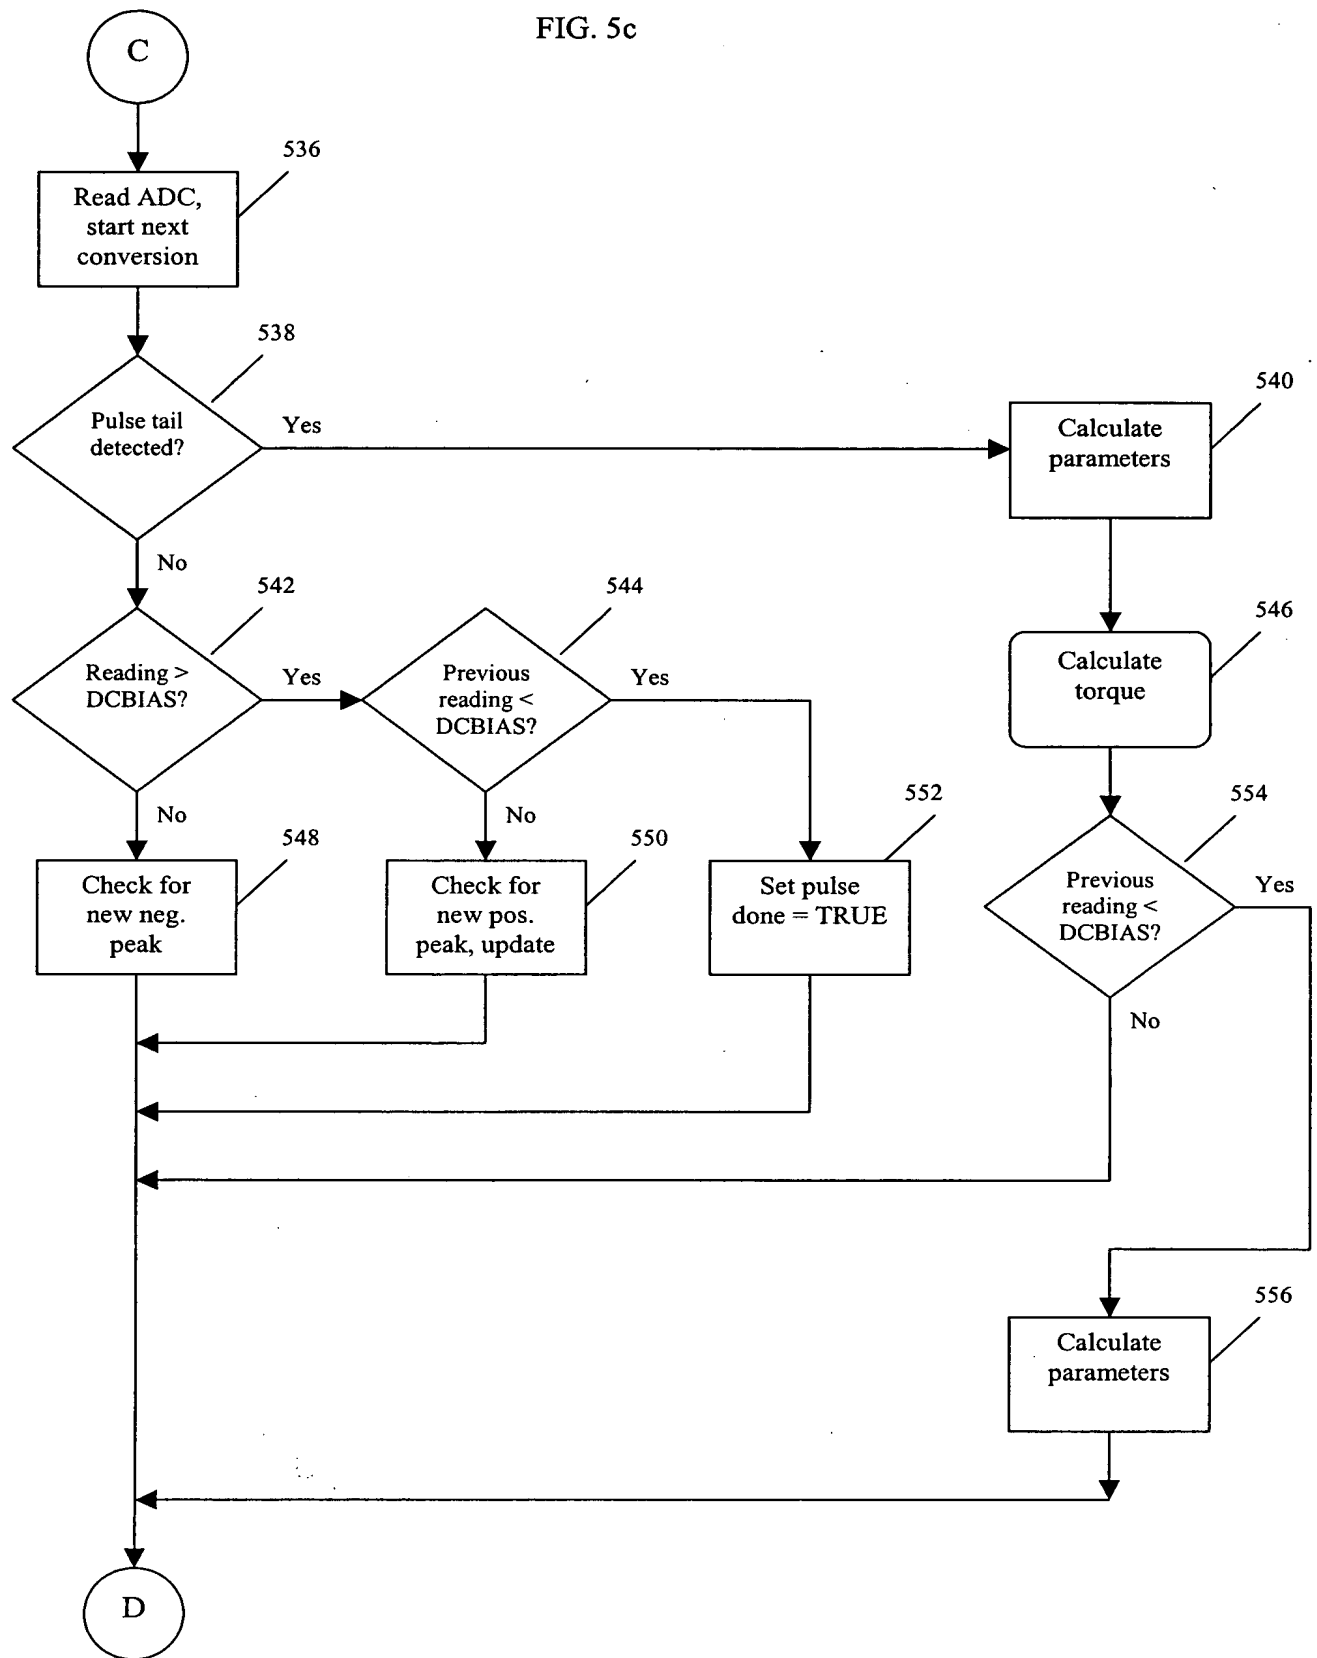 FIG. 5c
C
536
Read ADC,
start next
conversion
538
Pulse tail
detected?
Yes
No
540
Calculate
parameters
542
Reading >
DCBIAS?
Yes
No
544
Previous
reading <
DCBIAS?
Yes
No
546
Calculate
torque
548
Check for
new neg.
peak
550
Check for
new pos.
peak, update
552
Set pulse
done = TRUE
554
Previous
reading <
DCBIAS?
Yes
No
556
Calculate
parameters
D